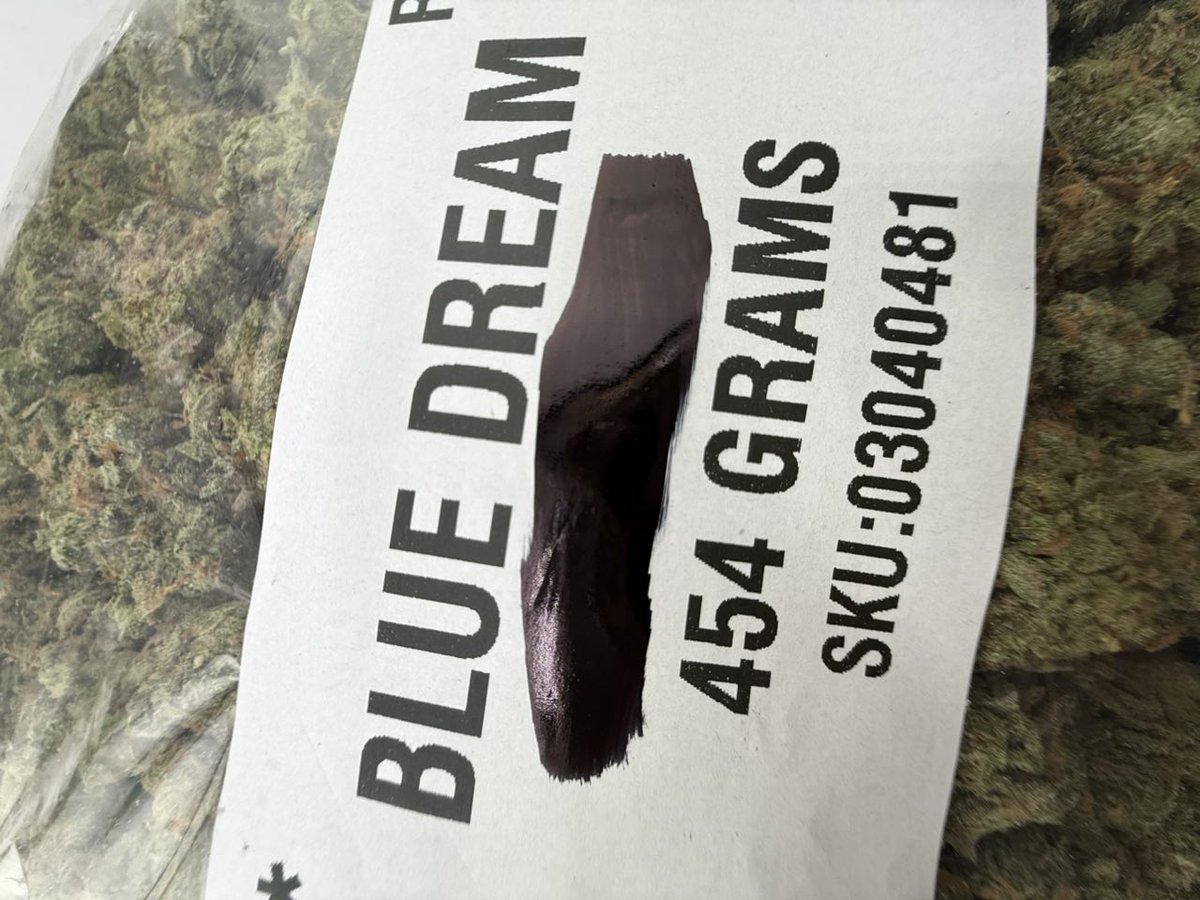 BLUE DREAM
454 GRAMS
SKU:03040481